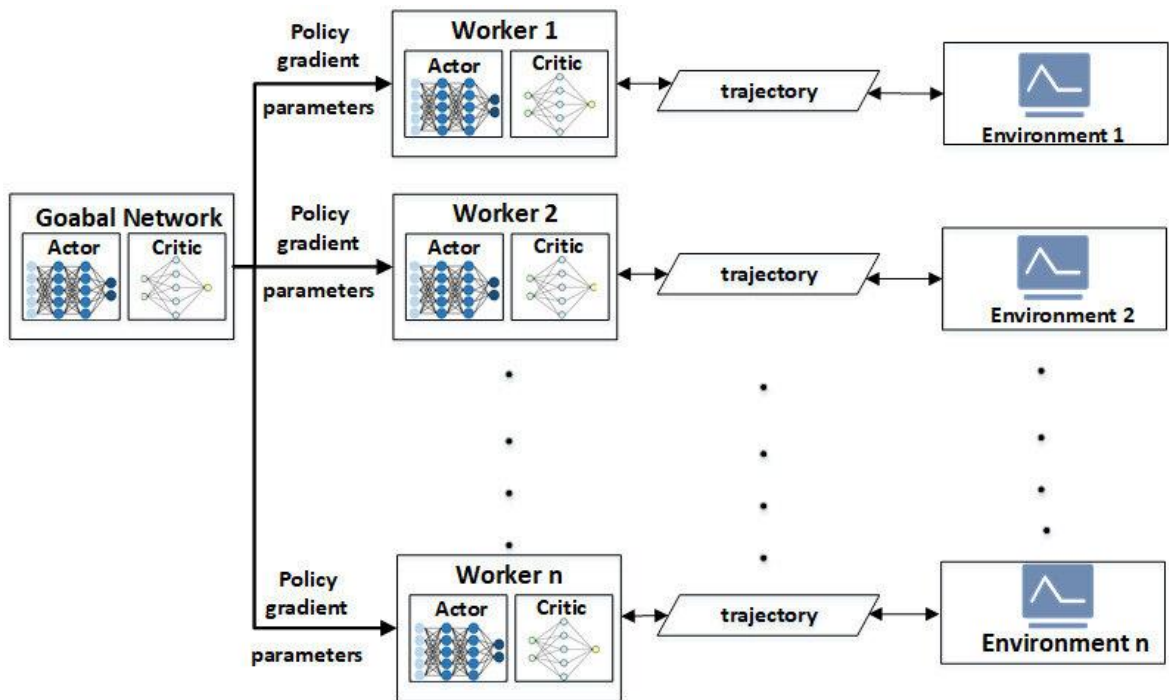 Policy
gradient
parameters
Worker 1
Actor
Critic
trajectory
Environment 1
Goabal Network
Actor
Critic
Policy
gradient
parameters
Worker 2
Actor
Critic
trajectory
Environment 2
Policy
gradient
parameters
Worker n
Actor
Critic
trajectory
Environment n